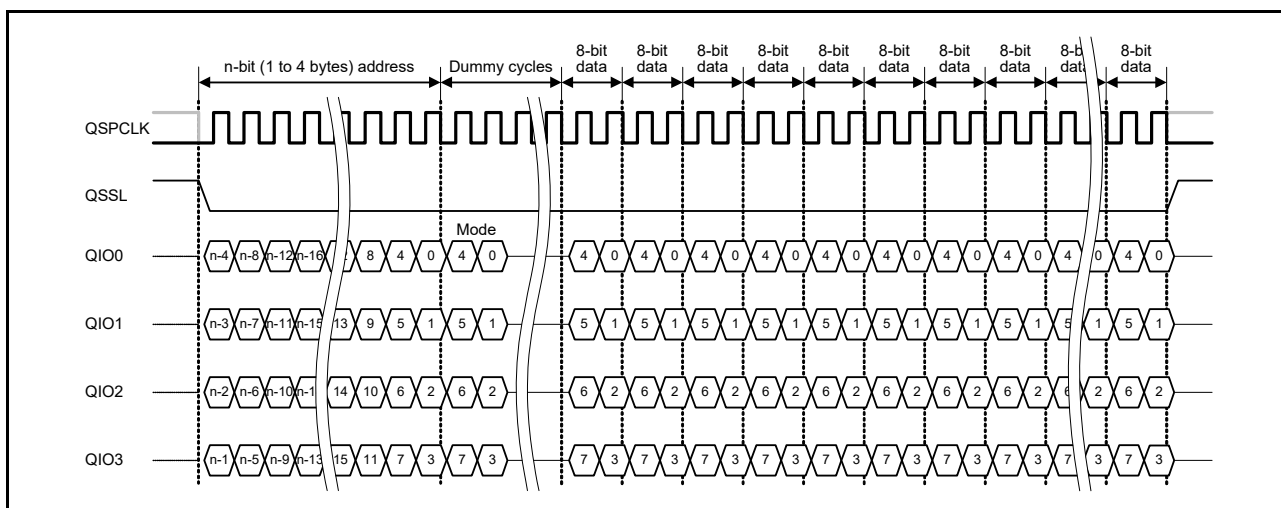 8-bit data 8-bit data 8-bit data 8-bit data 8-bit data 8-bit data 8-bit data 8-bit data 8-bit data 8-bit data
n-bit (1 to 4 bytes) address Dummy cycles
QSPCLK
QSSL
Mode
QIO0 n-4 n-8 n-12 n-16 8 4 0 4 0 4 0 4 0 4 0 4 0 4 0 4 0 4 0 4 0 4 0 4 0
QIO1 n-3 n-7 n-11 n-15 13 9 5 1 5 1 5 1 5 1 5 1 5 1 5 1 5 1 5 1 5 1 5 1 5 1
QIO2 n-2 n-6 n-10 14 10 6 2 6 2 6 2 6 2 6 2 6 2 6 2 6 2 6 2 6 2 6 2 6 2
QIO3 n-1 n-5 n-9 n-13 15 11 7 3 7 3 7 3 7 3 7 3 7 3 7 3 7 3 7 3 7 3 7 3 7 3